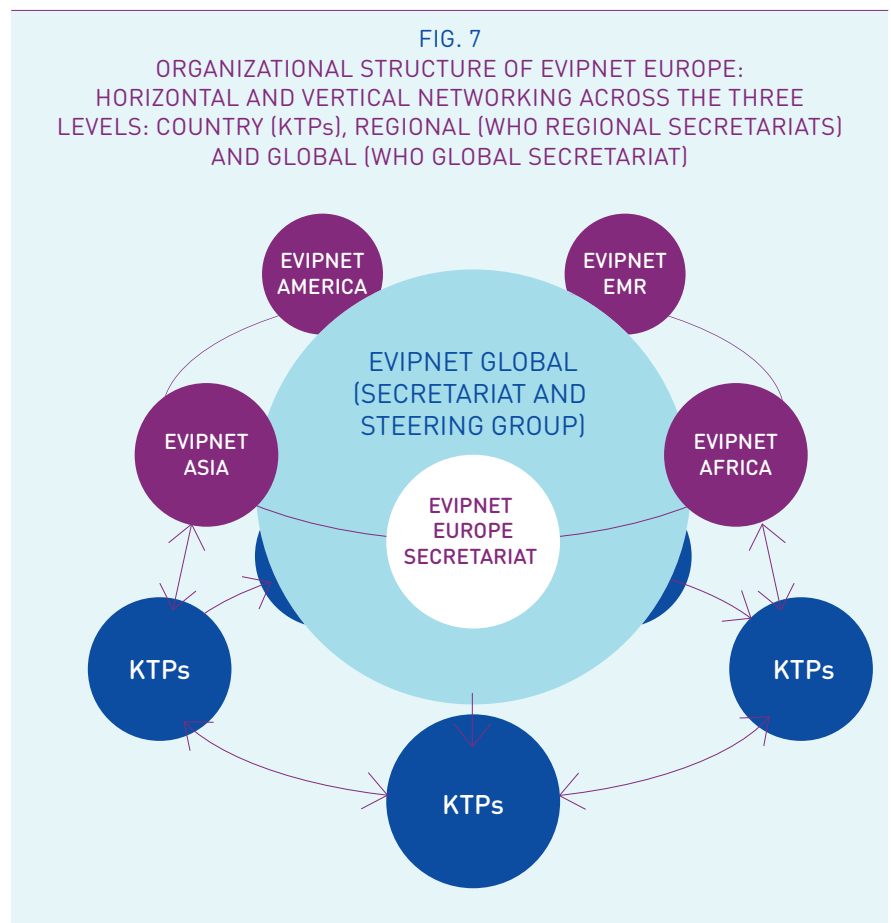 FIG. 7
ORGANIZATIONAL STRUCTURE OF EVIPNET EUROPE:
HORIZONTAL AND VERTICAL NETWORKING ACROSS THE THREE
LEVELS: COUNTRY (KTPs), REGIONAL (WHO REGIONAL SECRETARIATS)
AND GLOBAL (WHO GLOBAL SECRETARIAT)
EVIPNET
AMERICA
EVIPNET
EMR
EVIPNET GLOBAL
(SECRETARIAT AND
STEERING GROUP)
EVIPNET
ASIA
EVIPNET
AFRICA
EVIPNET
EUROPE
SECRETARIAT
KTPs
KTPs
KTPs